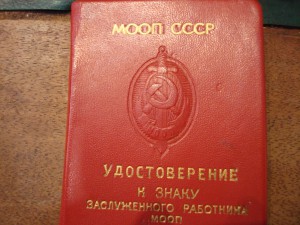 МООП СССР
УДОСТОВЕРЕНИЕ
К ЗНАКУ
ЗАСЛУЖЕННОГО РАБОТНИКА
МООП